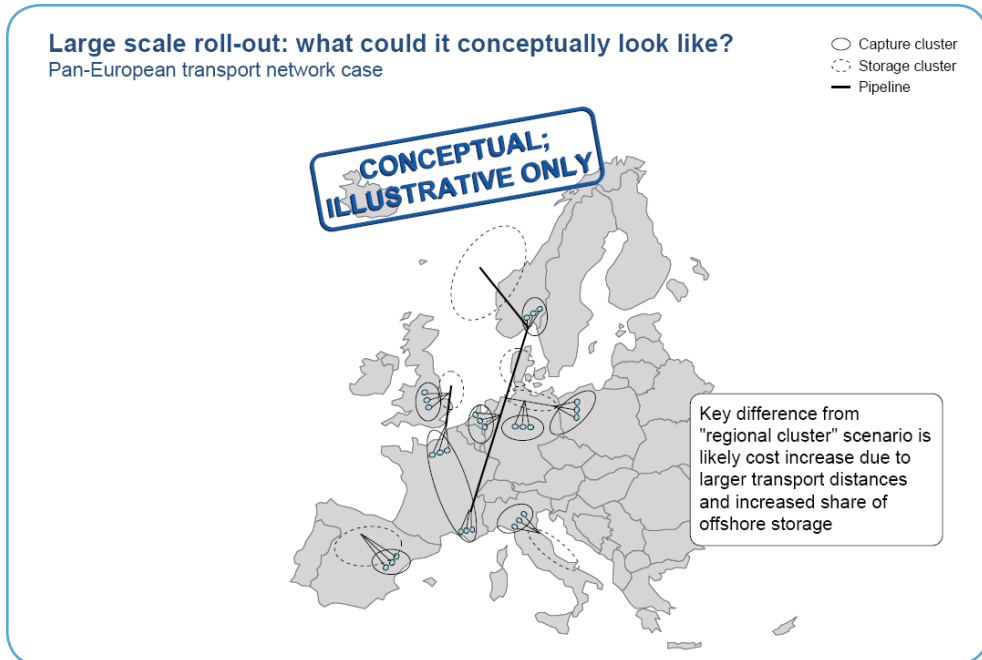 Large scale roll-out: what could it conceptually look like?
Pan-European transport network case
Capture cluster
Storage cluster
Pipeline
CONCEPTUAL;
ILLUSTRATIVE ONLY
Key difference from
"regional cluster" scenario is
likely cost increase due to
larger transport distances
and increased share of
offshore storage